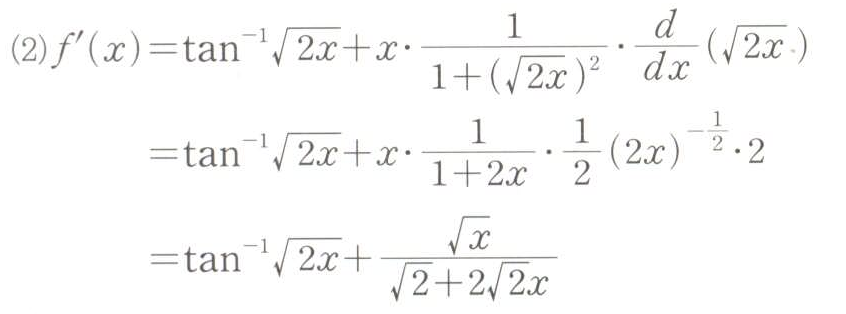 (2) f′(x)=tan⁻¹√(2x)+x·1/(1+(√(2x))²)·d/dx(√(2x))
=tan⁻¹√(2x)+x·1/(1+2x)·1/2(2x)^(-1/2)·2
=tan⁻¹√(2x)+√x/(√2+2√2x)